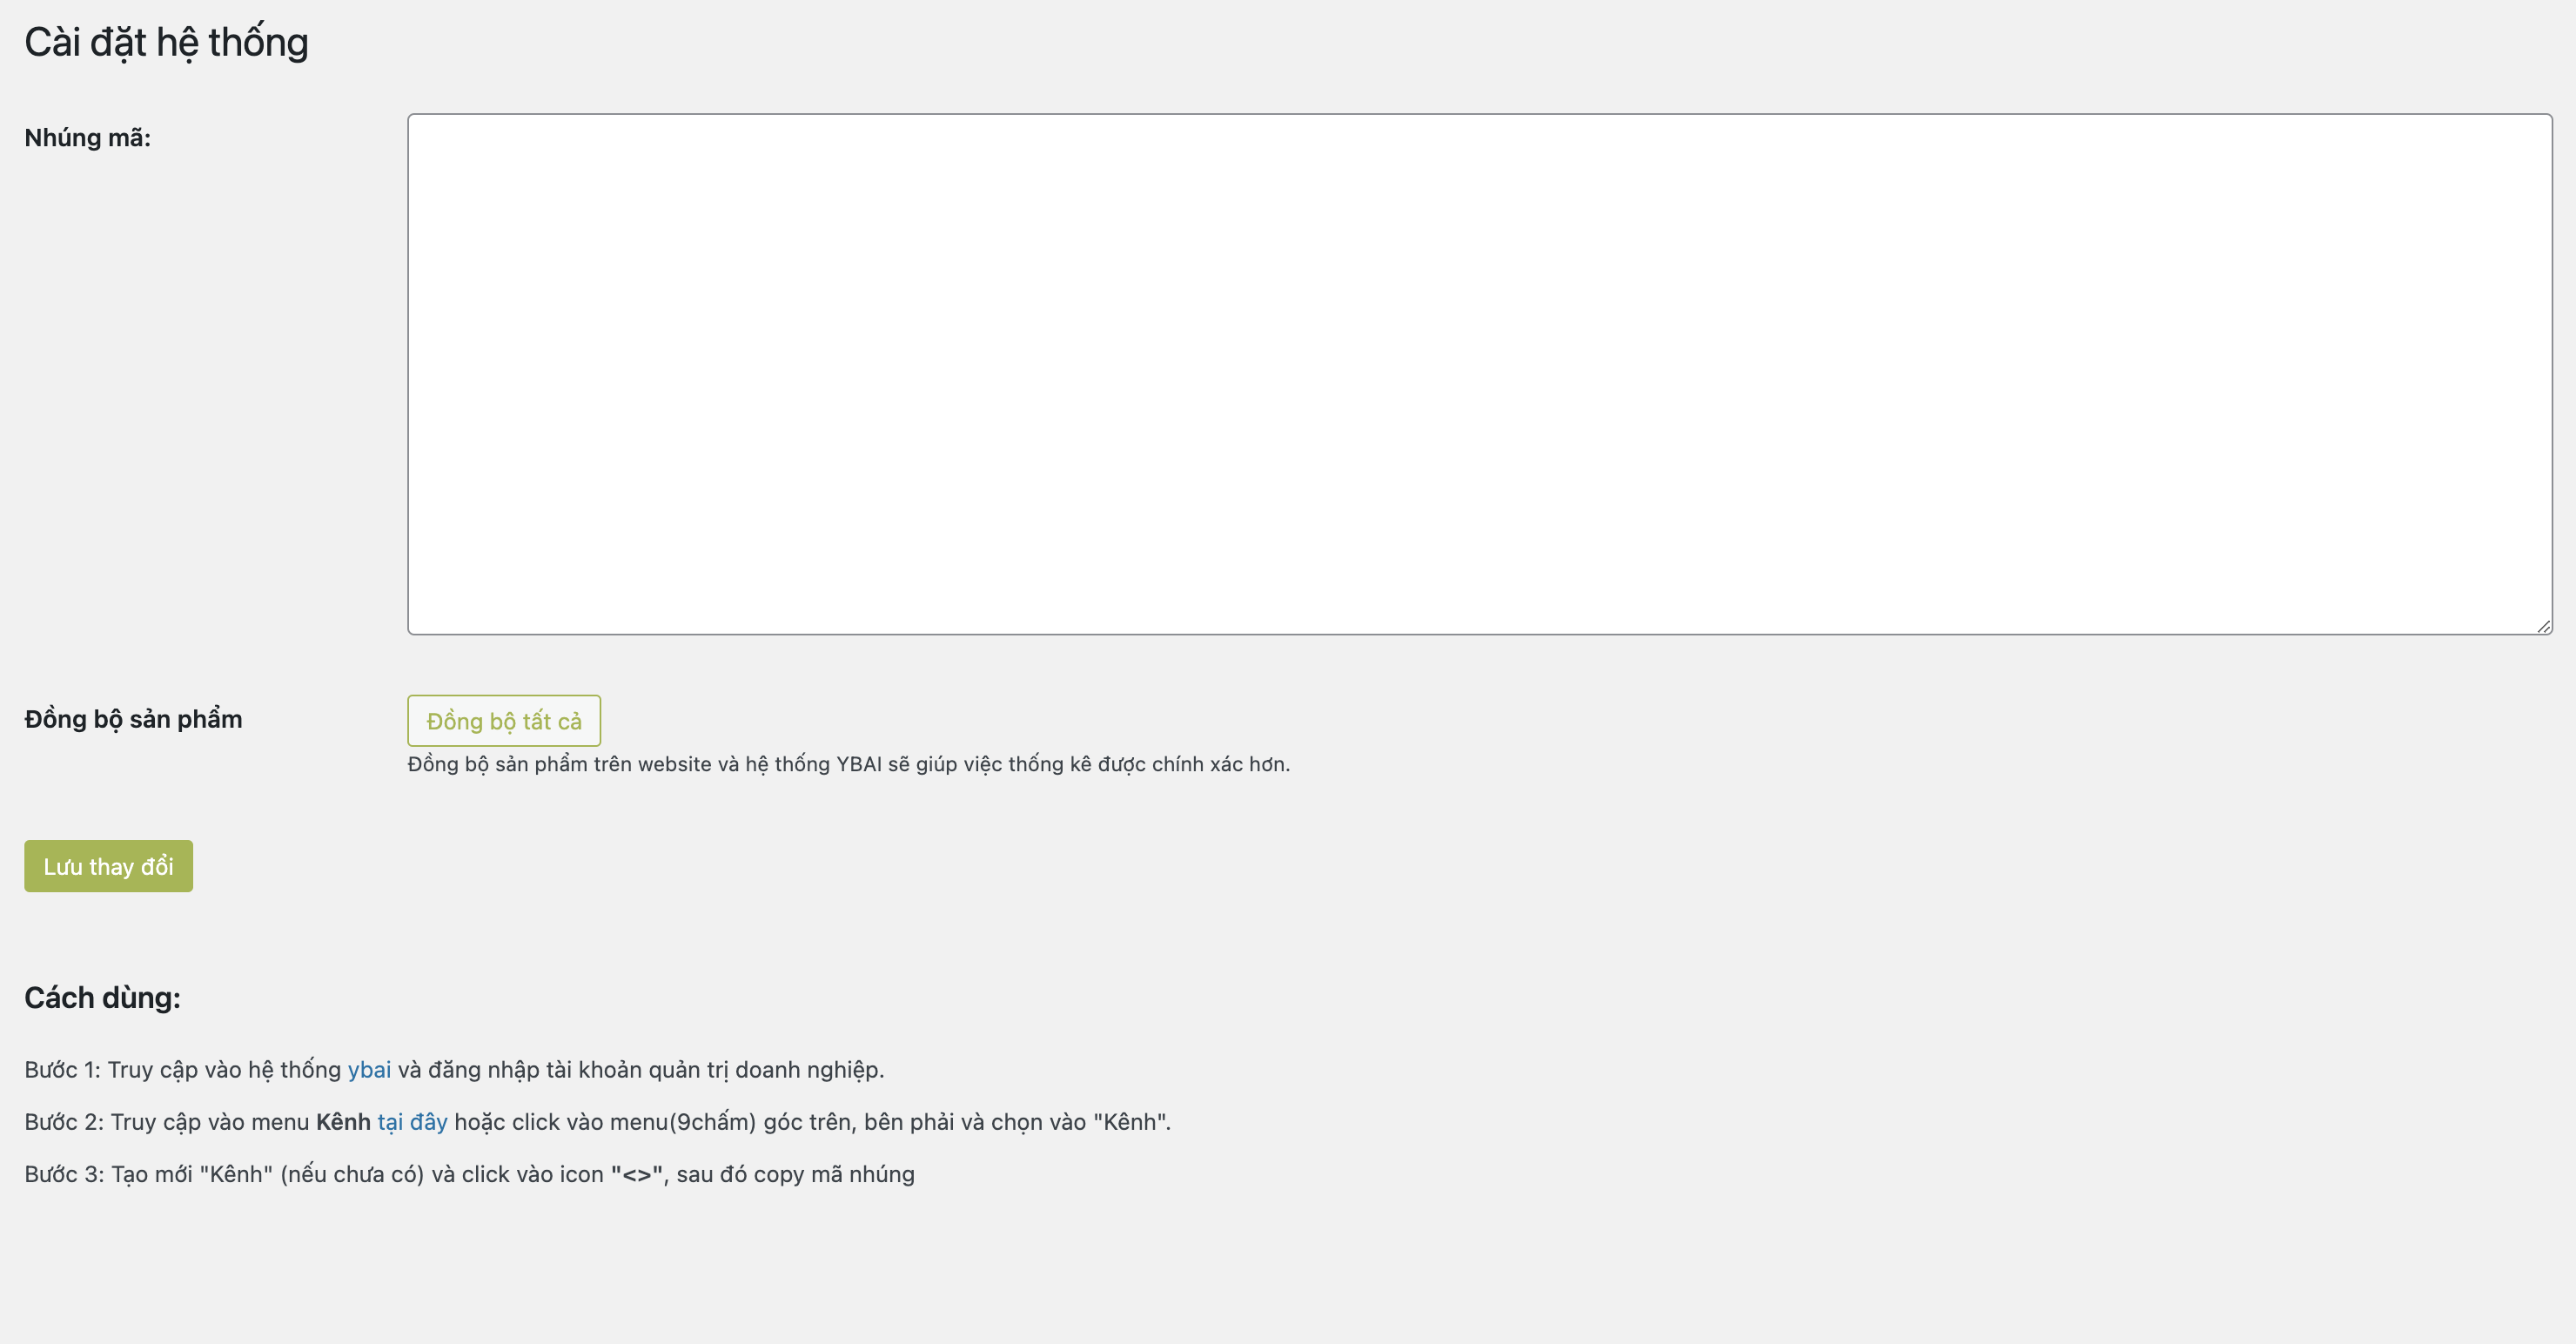 Cài đặt hệ thống
Nhúng mã:
Đồng bộ sản phẩm
Đồng bộ tất cả
Đồng bộ sản phẩm trên website và hệ thống YBAI sẽ giúp việc thống kê được chính xác hơn.
Lưu thay đổi
Cách dùng:
Bước 1: Truy cập vào hệ thống ybai và đăng nhập tài khoản quản trị doanh nghiệp.
Bước 2: Truy cập vào menu Kênh tại đây hoặc click vào menu(9chấm) góc trên, bên phải và chọn vào "Kênh".
Bước 3: Tạo mới "Kênh" (nếu chưa có) và click vào icon "<>", sau đó copy mã nhúng